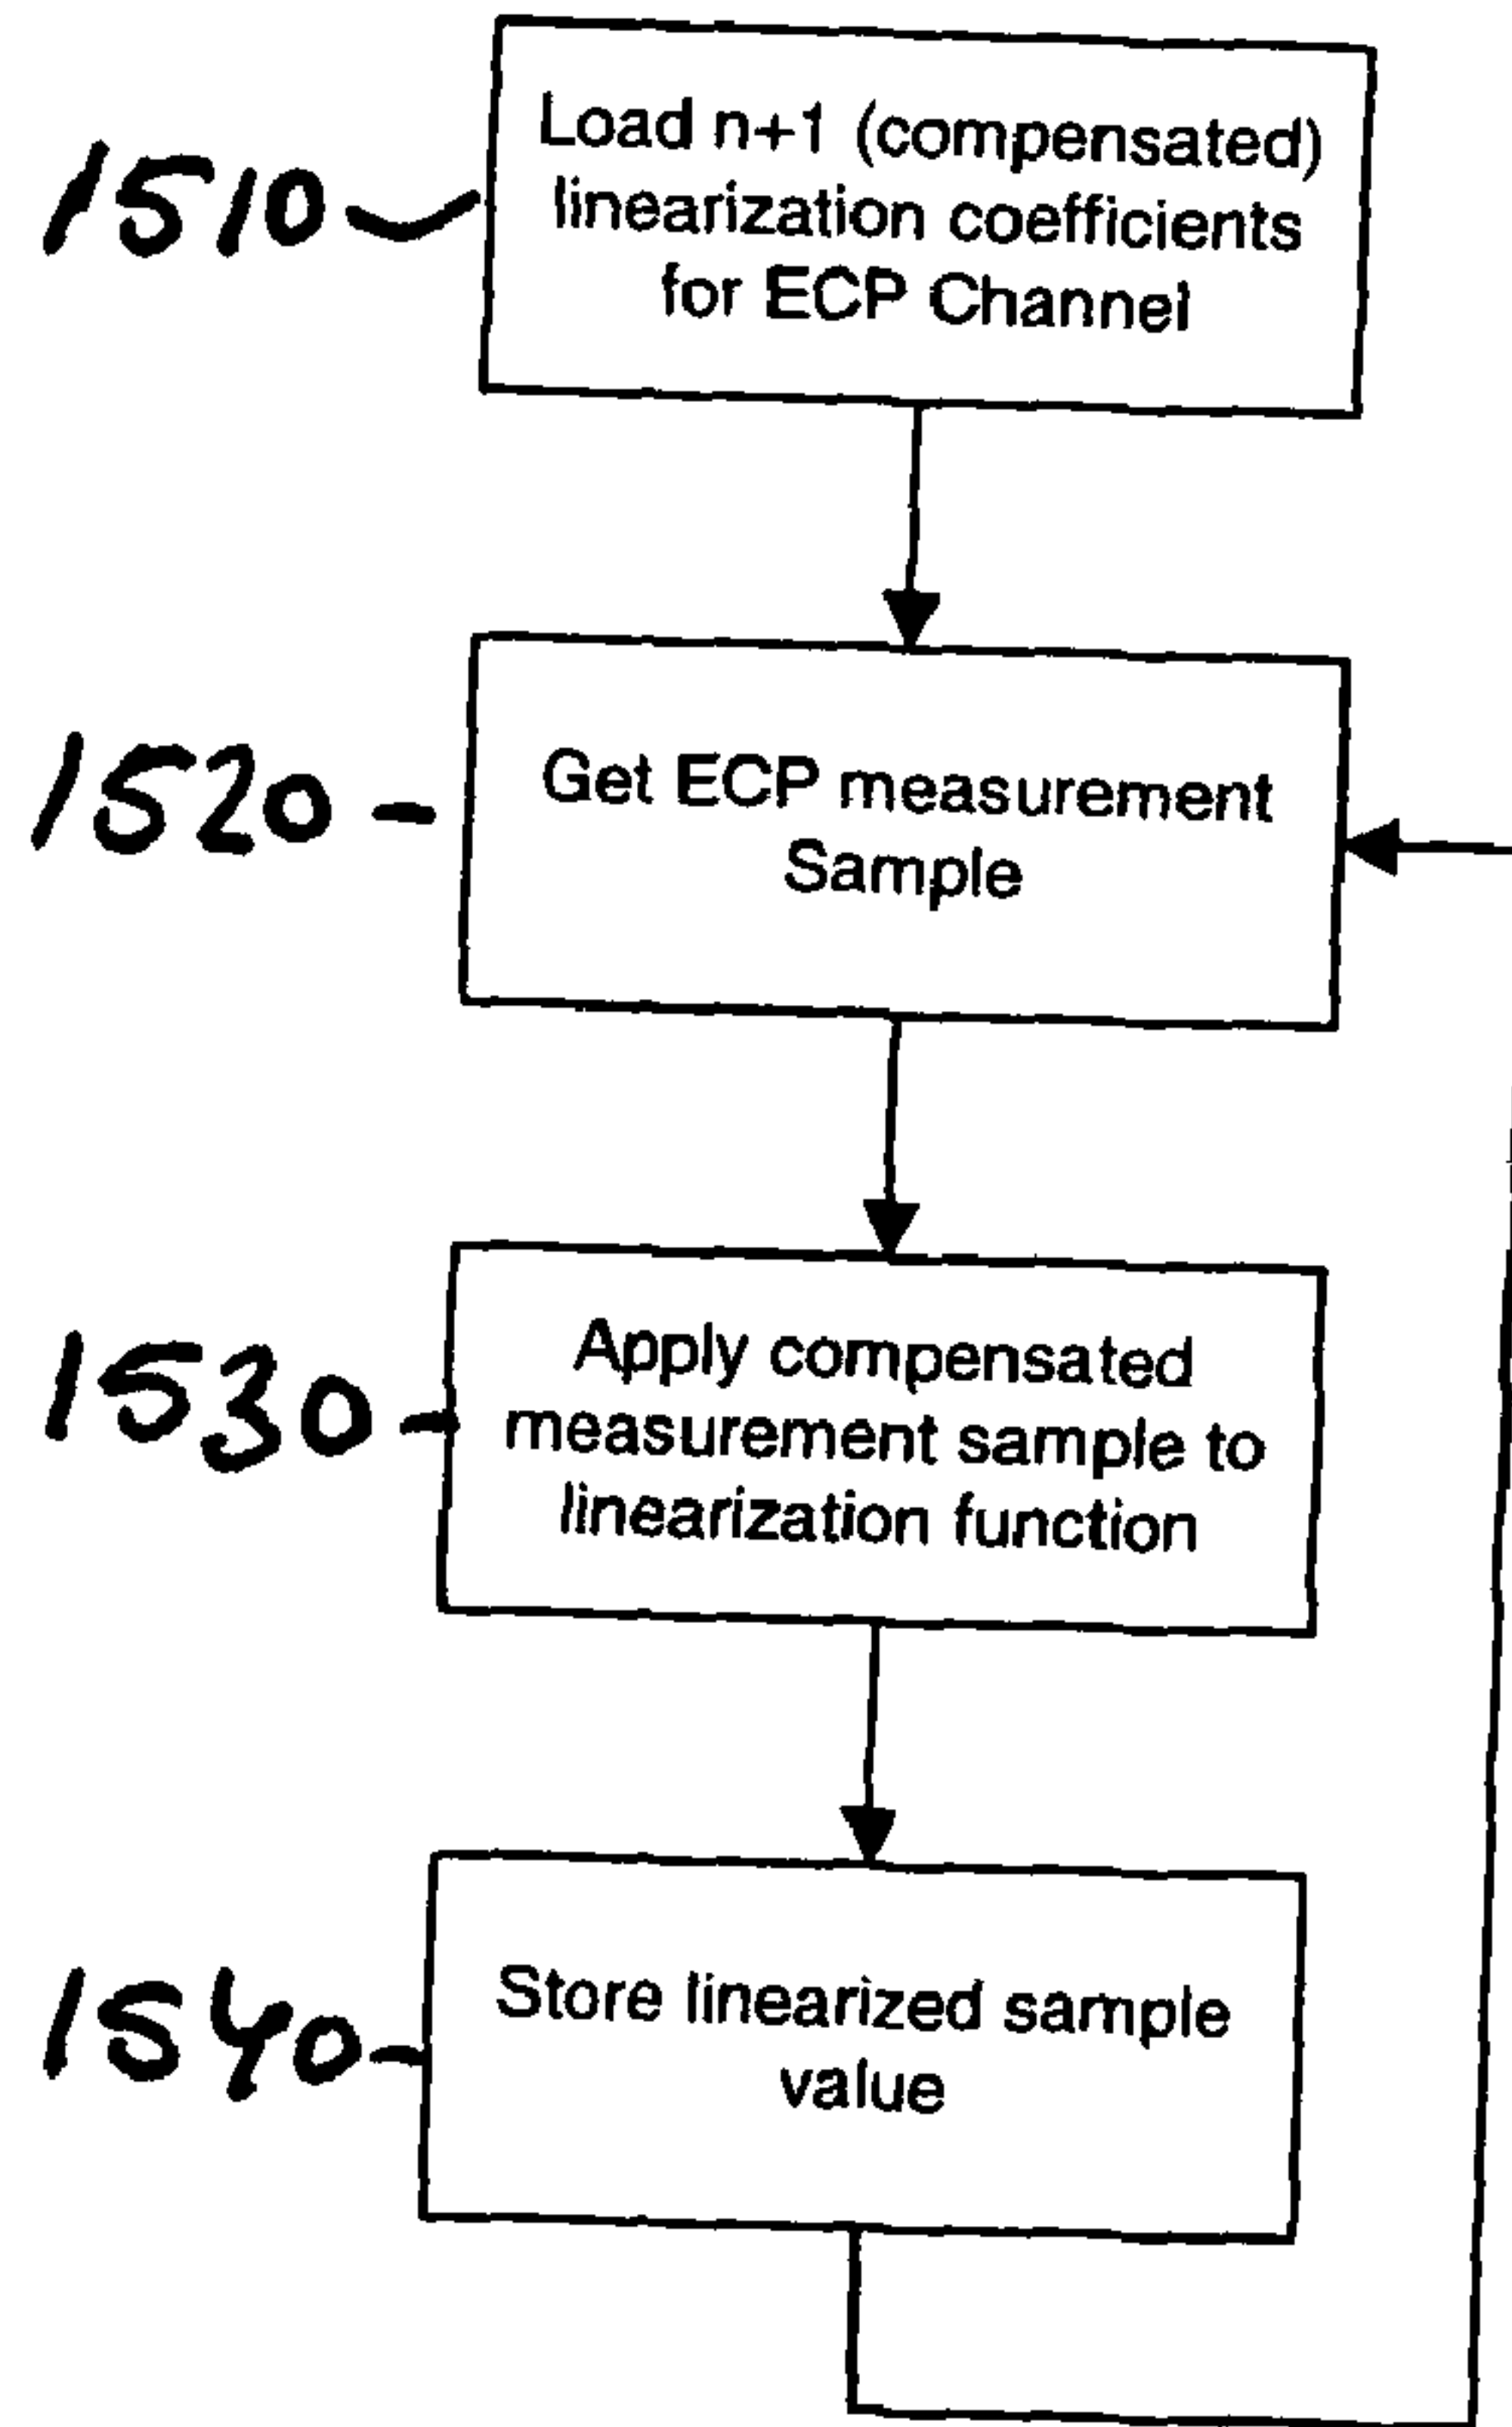 1510
Load n+1 (compensated)
linearization coefficients
for ECP Channel
1520
Get ECP measurement
Sample
1530
Apply compensated
measurement sample to
linearization function
1540
Store linearized sample
value